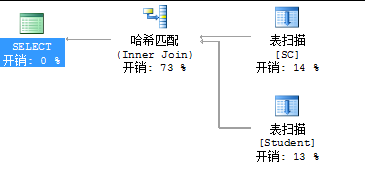 SELECT
开销: 0 %
哈希匹配
(Inner Join)
开销: 73 %
表扫描
[SC]
开销: 14 %
表扫描
[Student]
开销: 13 %